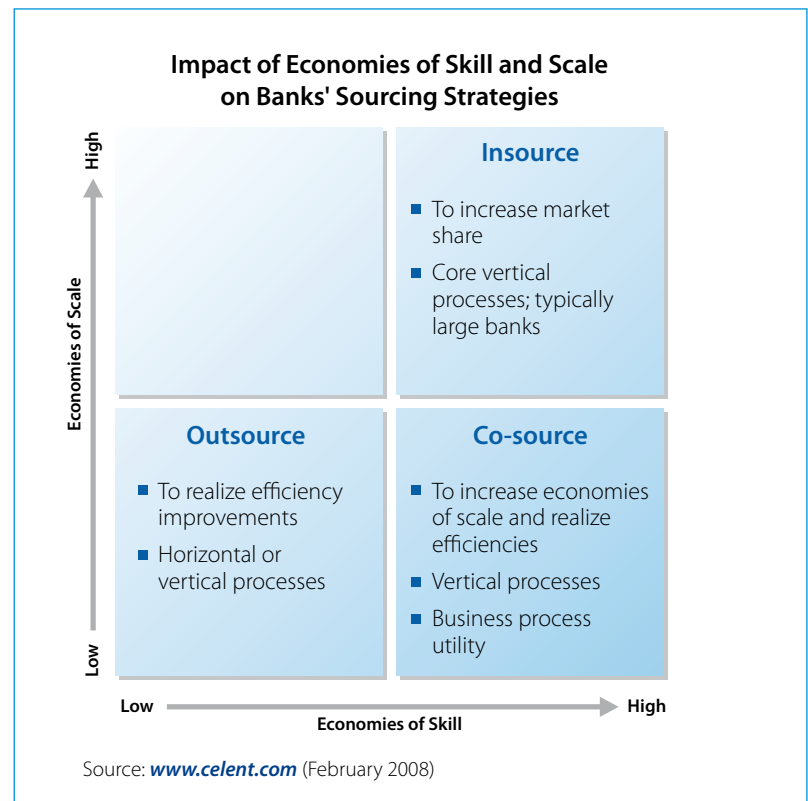 Impact of Economies of Skill and Scale
on Banks' Sourcing Strategies
High
Economies of Scale
Low
Insource
To increase market
share
Core vertical
processes; typically
large banks
Outsource
To realize efficiency
improvements
Horizontal or
vertical processes
Co-source
To increase economies
of scale and realize
efficiencies
Vertical processes
Business process
utility
Low
High
Economies of Skill
Source: www.celent.com (February 2008)